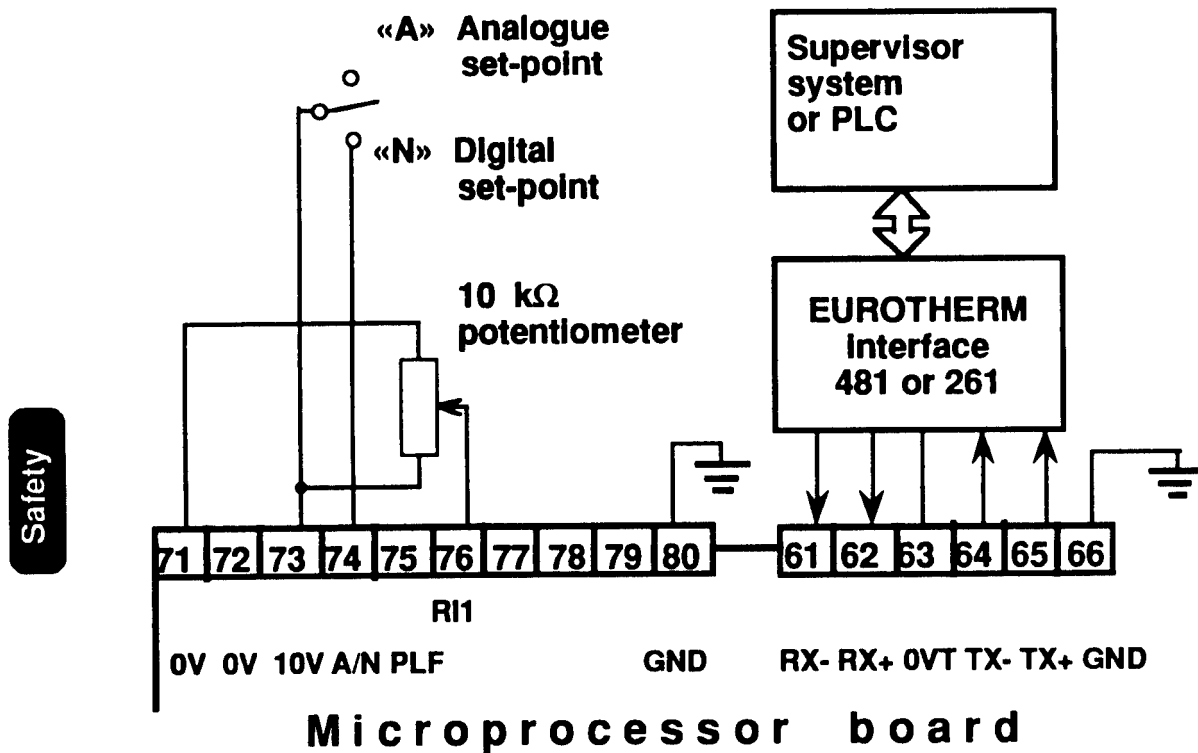 «A» Analogue
set-point
«N» Digital
set-point
10 kΩ
potentiometer
Supervisor
system
or PLC
EUROTHERM
Interface
481 or 261
Safety
71 72 73 74 75 76 77 78 79 80
61 62 63 64 65 66
RI1
0V 0V 10V A/N PLF GND
RX- RX+ 0VT TX- TX+ GND
Microprocessor board